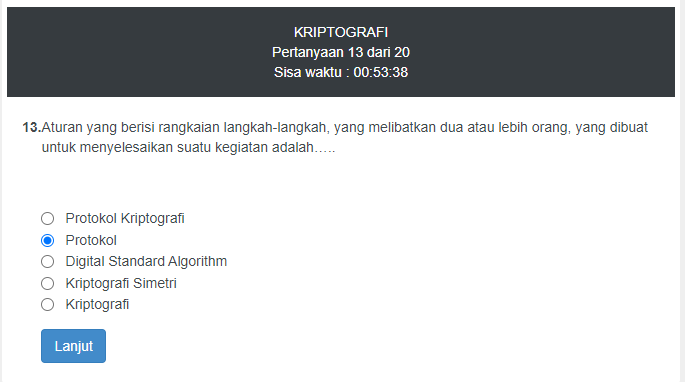 KRIPTOGRAFI
Pertanyaan 13 dari 20
Sisa waktu : 00:53:38
13.Aturan yang berisi rangkaian langkah-langkah, yang melibatkan dua atau lebih orang, yang dibuat
untuk menyelesaikan suatu kegiatan adalah…..
Protokol Kriptografi
Protokol
Digital Standard Algorithm
Kriptografi Simetri
Kriptografi
Lanjut